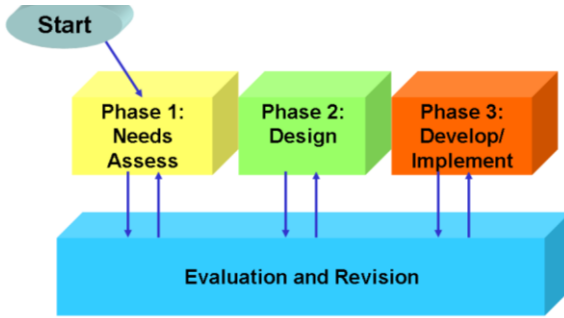 Start
Phase 1:
Needs
Assess
Phase 2:
Design
Phase 3:
Develop/
Implement
Evaluation and Revision